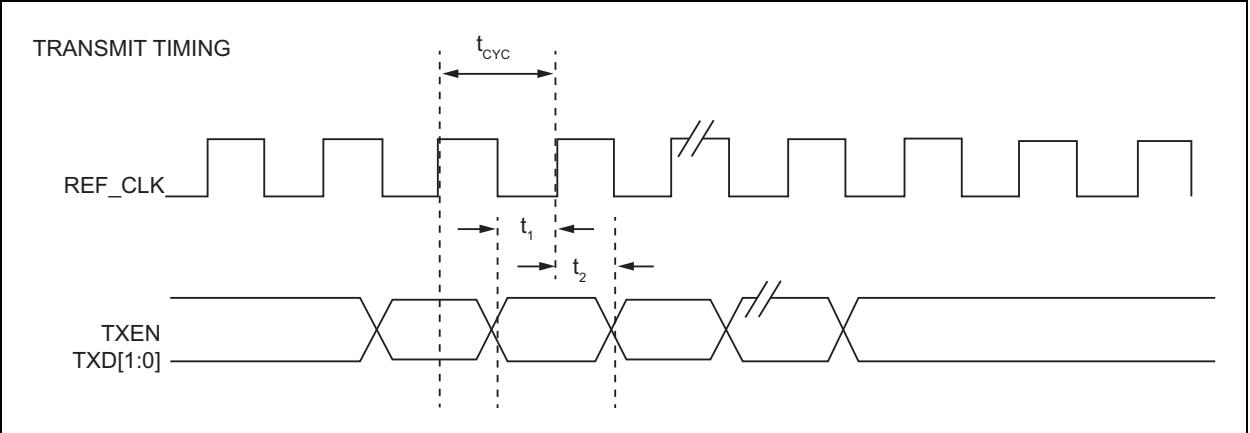 TRANSMIT TIMING
tCYC
REF_CLK
t1
t2
TXEN
TXD[1:0]